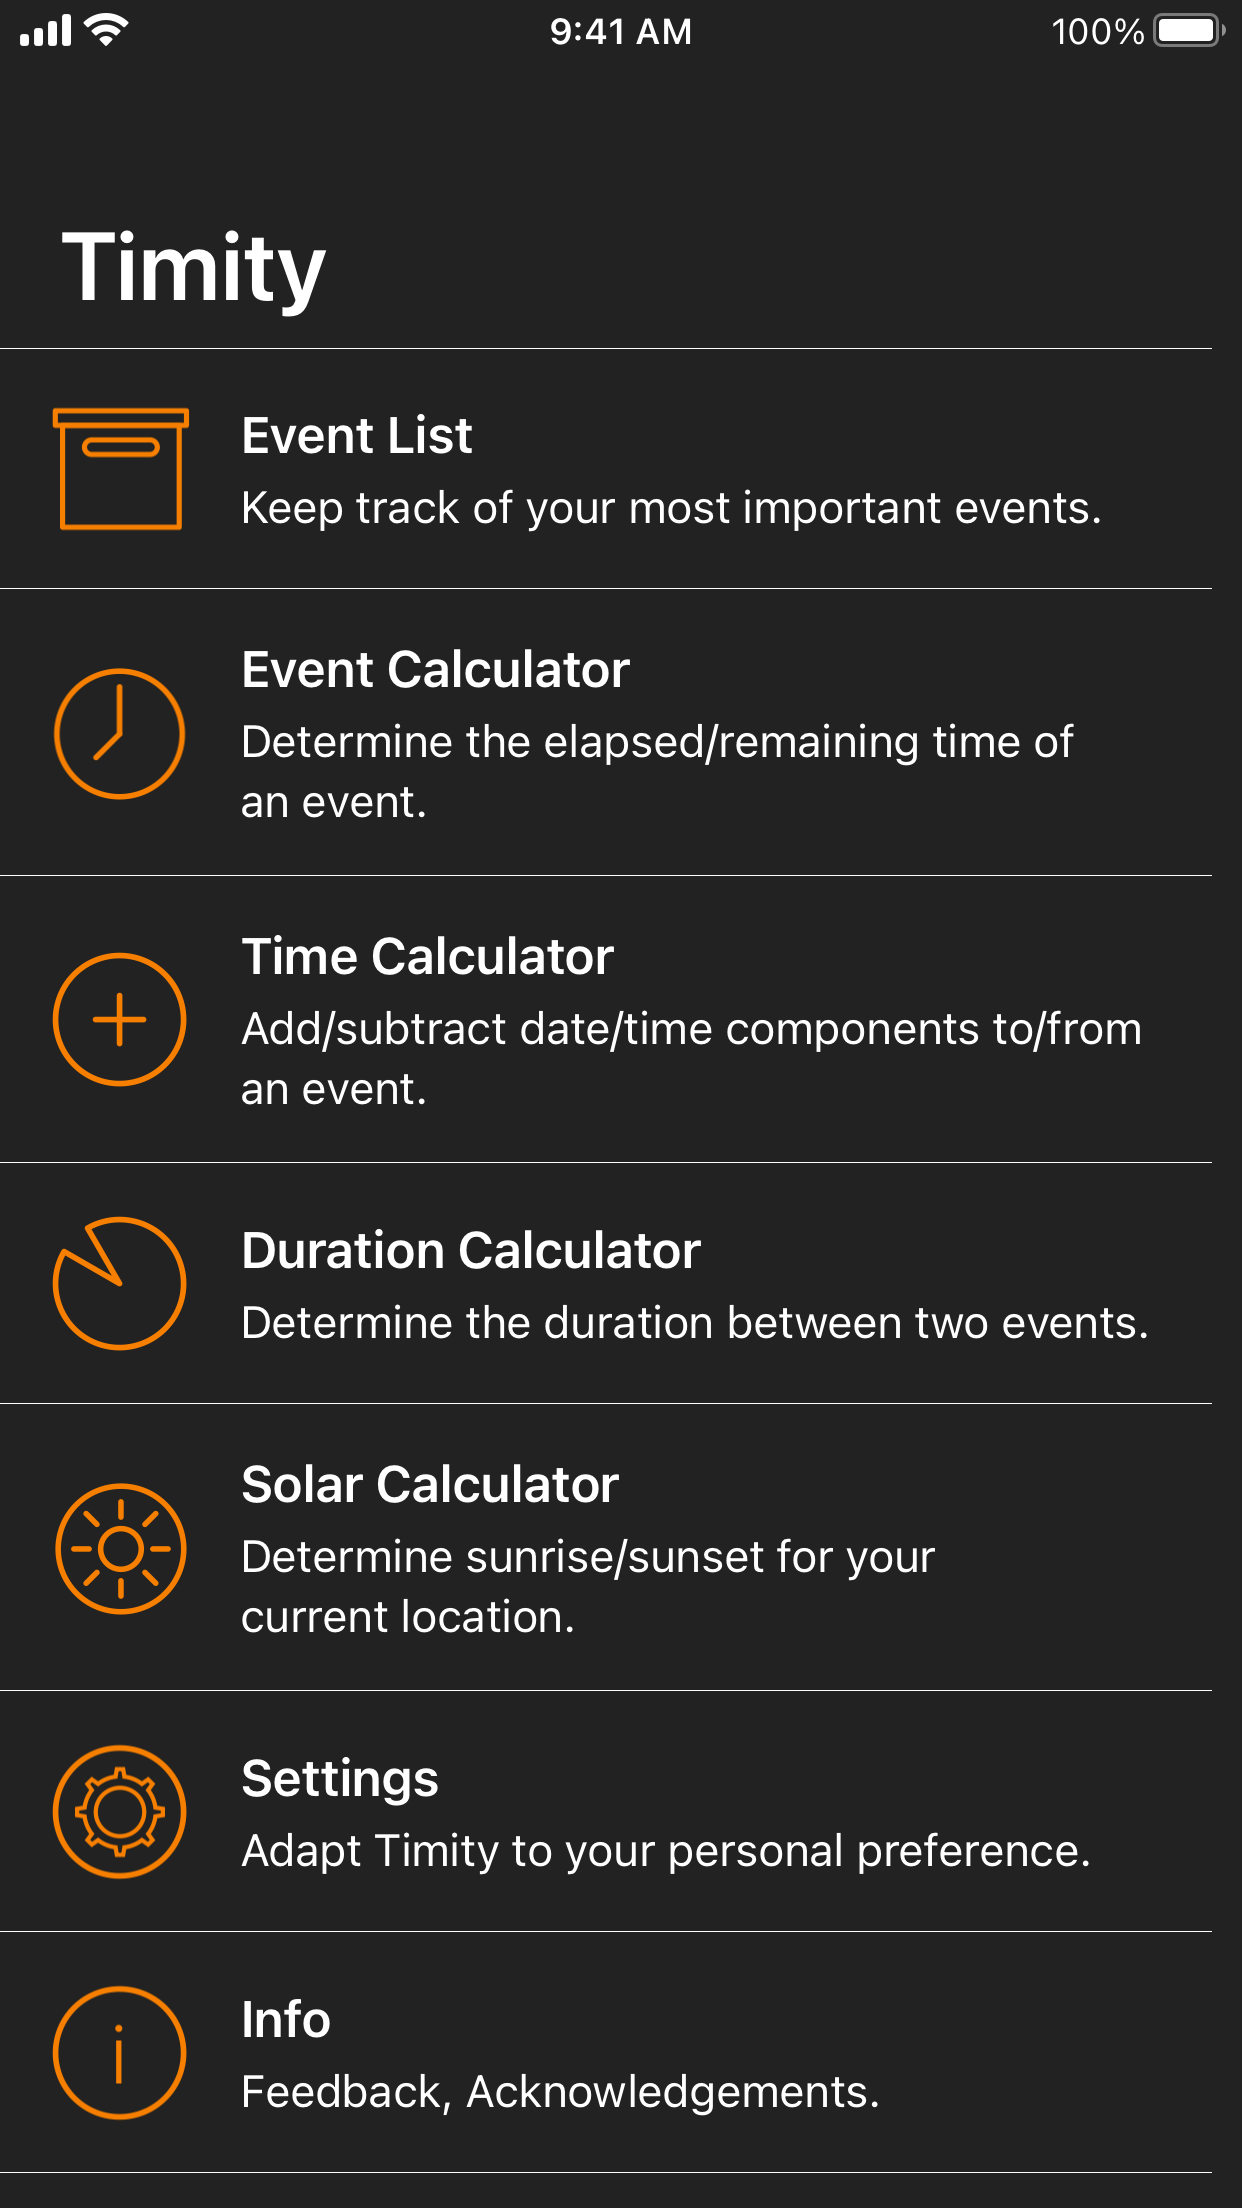 9:41 AM
100%
Timity
Event List
Keep track of your most important events.
Event Calculator
Determine the elapsed/remaining time of
an event.
Time Calculator
Add/subtract date/time components to/from
an event.
Duration Calculator
Determine the duration between two events.
Solar Calculator
Determine sunrise/sunset for your
current location.
Settings
Adapt Timity to your personal preference.
Info
Feedback, Acknowledgements.